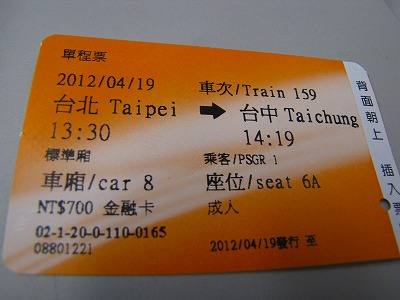 單程票
2012/04/19 車次/Train 159
台北 Taipei → 台中 Taichung
13:30 14:19
標準廂 乘客/PSGR 1
車廂/car 8 座位/seat 6A
NT$700 金融卡 成人
02-1-20-0-110-0165
08801221 2012/04/19發行 至
背面朝上 插入票